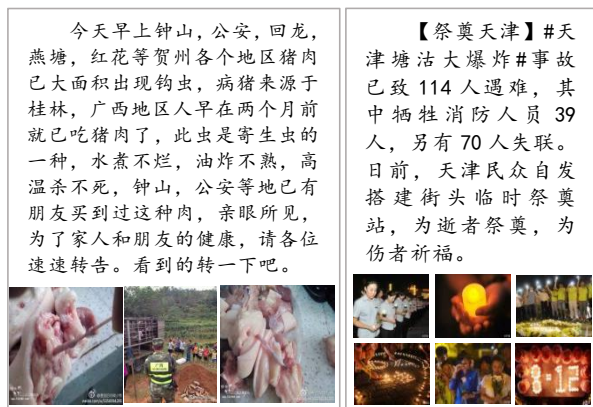 今天早上钟山，公安，回龙，
燕塘，红花等贺州各个地区猪肉
已大面积出现钩虫，病猪来源于
桂林，广西地区人早在两个月前
就已吃猪肉了，此虫是寄生虫的
一种，水煮不烂，油炸不熟，高
温杀不死，钟山，公安等地已有
朋友买到过这种肉，亲眼所见，
为了家人和朋友的健康，请各位
速速转告。看到的转一下吧。
【祭奠天津】#天
津塘沽大爆炸#事故
已致 114 人遇难，其
中牺牲消防人员 39
人，另有 70 人失联。
日前，天津民众自发
搭建街头临时祭奠
站，为逝者祭奠，为
伤者祈福。
8·12